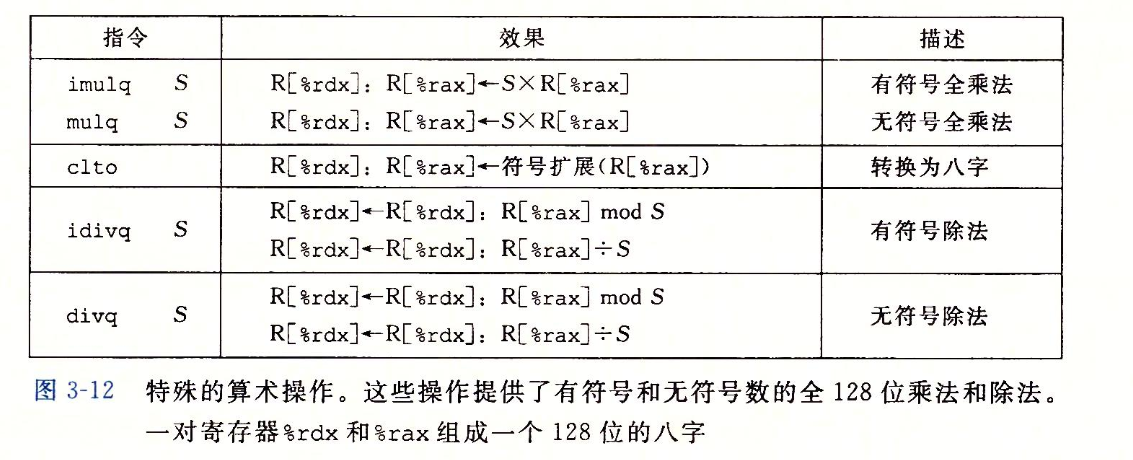 指令 效果 描述
imulq S R[%rdx]: R[%rax]←S×R[%rax] 有符号全乘法
mulq S R[%rdx]: R[%rax]←S×R[%rax] 无符号全乘法
clto R[%rdx]: R[%rax]←符号扩展(R[%rax]) 转换为八字
R[%rdx]←R[%rdx]: R[%rax] mod S
idivq S 有符号除法
R[%rdx]←R[%rdx]: R[%rax]÷S
R[%rdx]←R[%rdx]: R[%rax] mod S
divq S 无符号除法
R[%rdx]←R[%rdx]: R[%rax]÷S
图 3-12 特殊的算术操作。这些操作提供了有符号和无符号数的全 128 位乘法和除法。
一对寄存器%rdx 和%rax 组成一个 128 位的八字